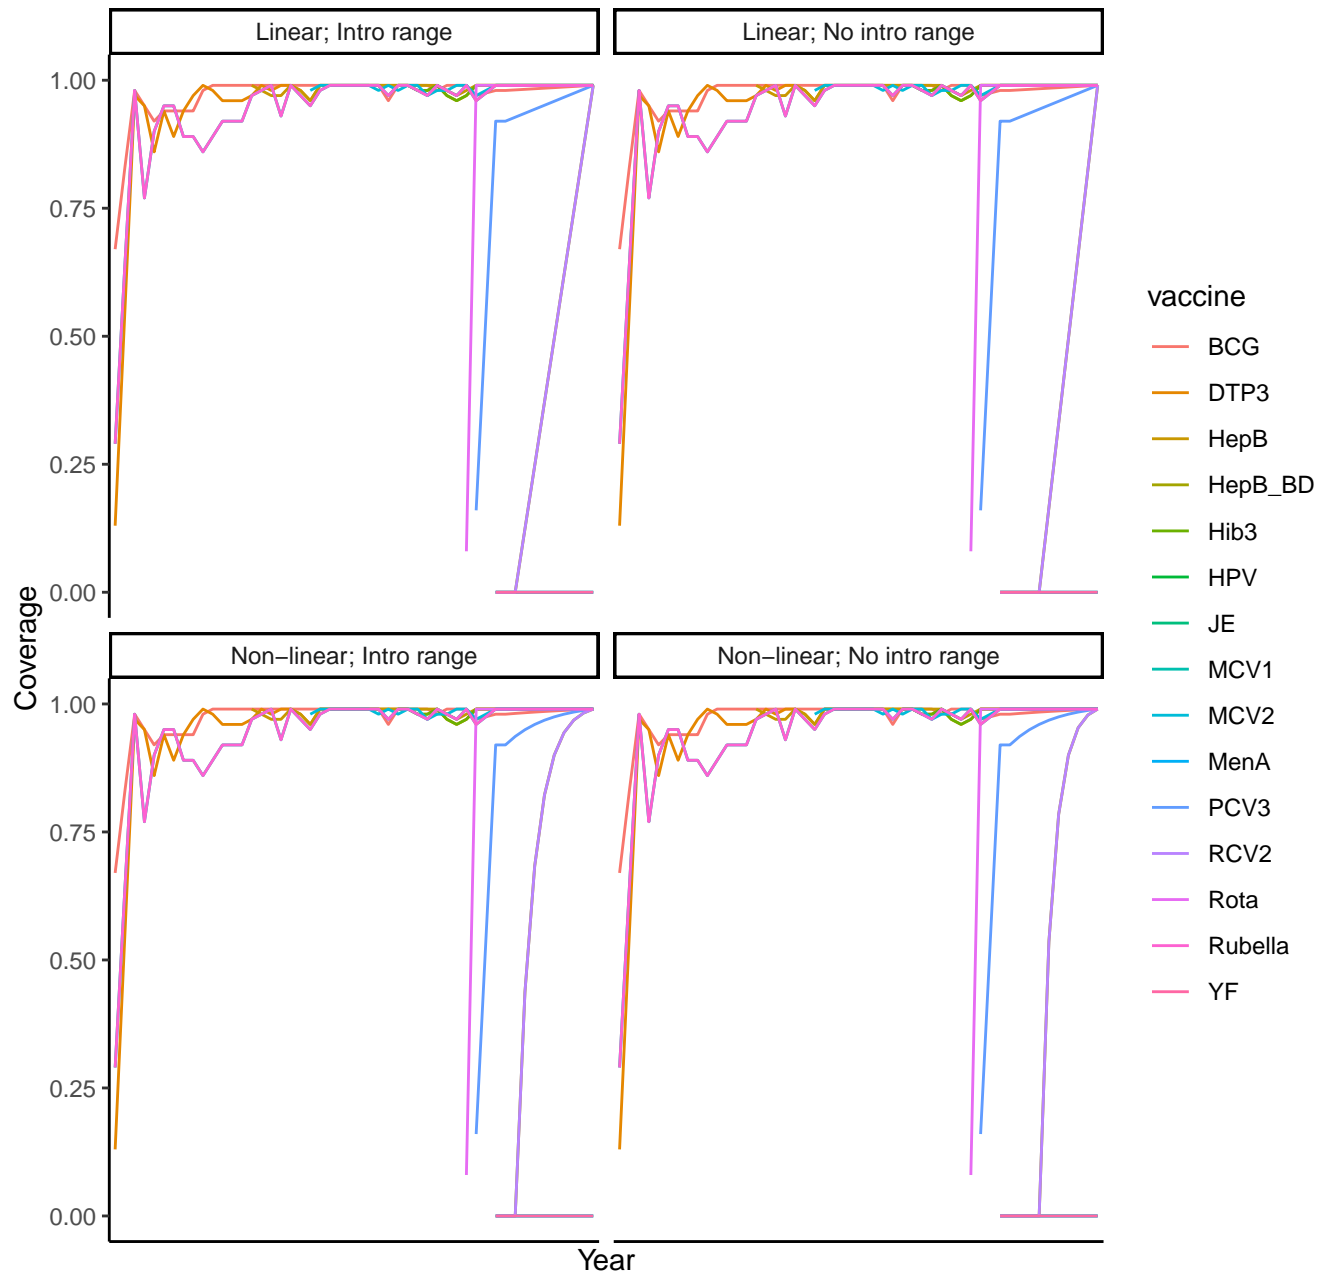 Linear; Intro range
Linear; No intro range
1.00
0.75
0.50
0.25
0.00
Non−linear; Intro range
Non−linear; No intro range
1.00
0.75
0.50
0.25
0.00
Coverage
Year
vaccine
BCG
DTP3
HepB
HepB_BD
Hib3
HPV
JE
MCV1
MCV2
MenA
PCV3
RCV2
Rota
Rubella
YF